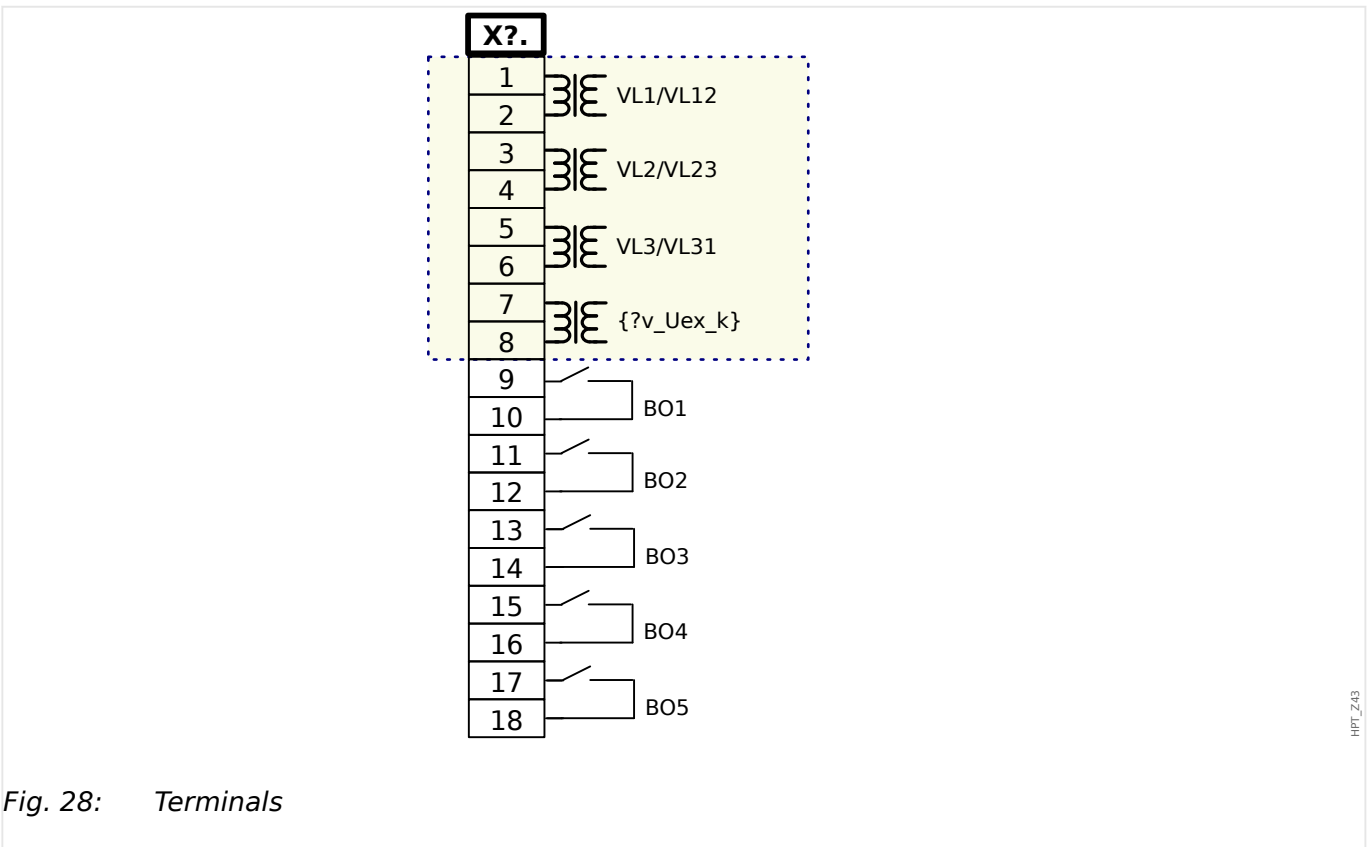 X?.
1
VL1/VL12
2
3
VL2/VL23
4
5
VL3/VL31
6
7
{?v_Uex_k}
8
9
BO1
10
11
BO2
12
13
BO3
14
15
BO4
16
17
BO5
18
HPT_Z43
Fig. 28: Terminals